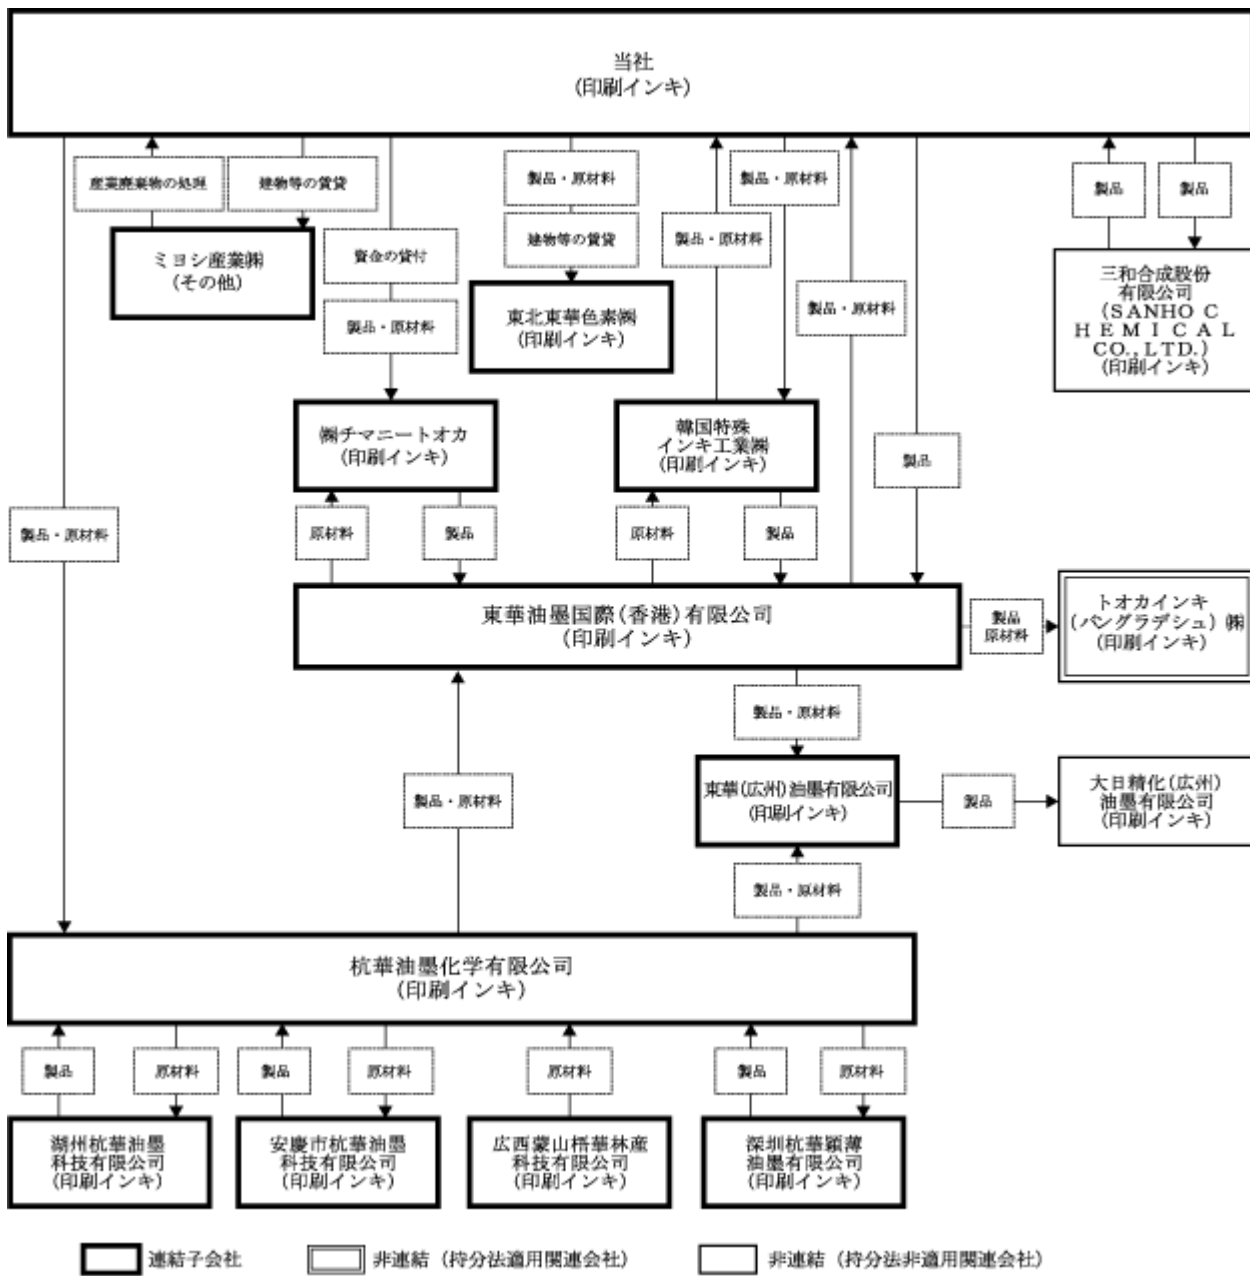 当社
(印刷インキ)
産業廃棄物の処理
建物等の賃貸
製品・原材料
製品・原材料
製品
製品
建物等の賃貸
製品・原材料
資金の貸付
ミヨシ産業㈱
(その他)
三和合成股份
有限公司
(SANHO C
HEMICAL
CO., LTD.)
(印刷インキ)
製品・原材料
東北東華色素㈱
(印刷インキ)
製品・原材料
㈱チマニートオカ
(印刷インキ)
韓国特殊
インキ工業㈱
(印刷インキ)
製品
製品・原材料
原材料
製品
原材料
製品
東華油墨国際(香港)有限公司
(印刷インキ)
製品
原材料
トオカインキ
(バングラデシュ)㈱
(印刷インキ)
製品・原材料
製品・原材料
東華(広州)油墨有限公司
(印刷インキ)
製品
大日精化(広州)
油墨有限公司
(印刷インキ)
製品・原材料
杭華油墨化学有限公司
(印刷インキ)
製品
原材料
製品
原材料
原材料
製品
原材料
湖州杭華油墨
科技有限公司
(印刷インキ)
安慶市杭華油墨
科技有限公司
(印刷インキ)
広西蒙山梧華林産
科技有限公司
(印刷インキ)
深圳杭華穎博
油墨有限公司
(印刷インキ)
連結子会社
非連結(持分法適用関連会社)
非連結(持分法非適用関連会社)